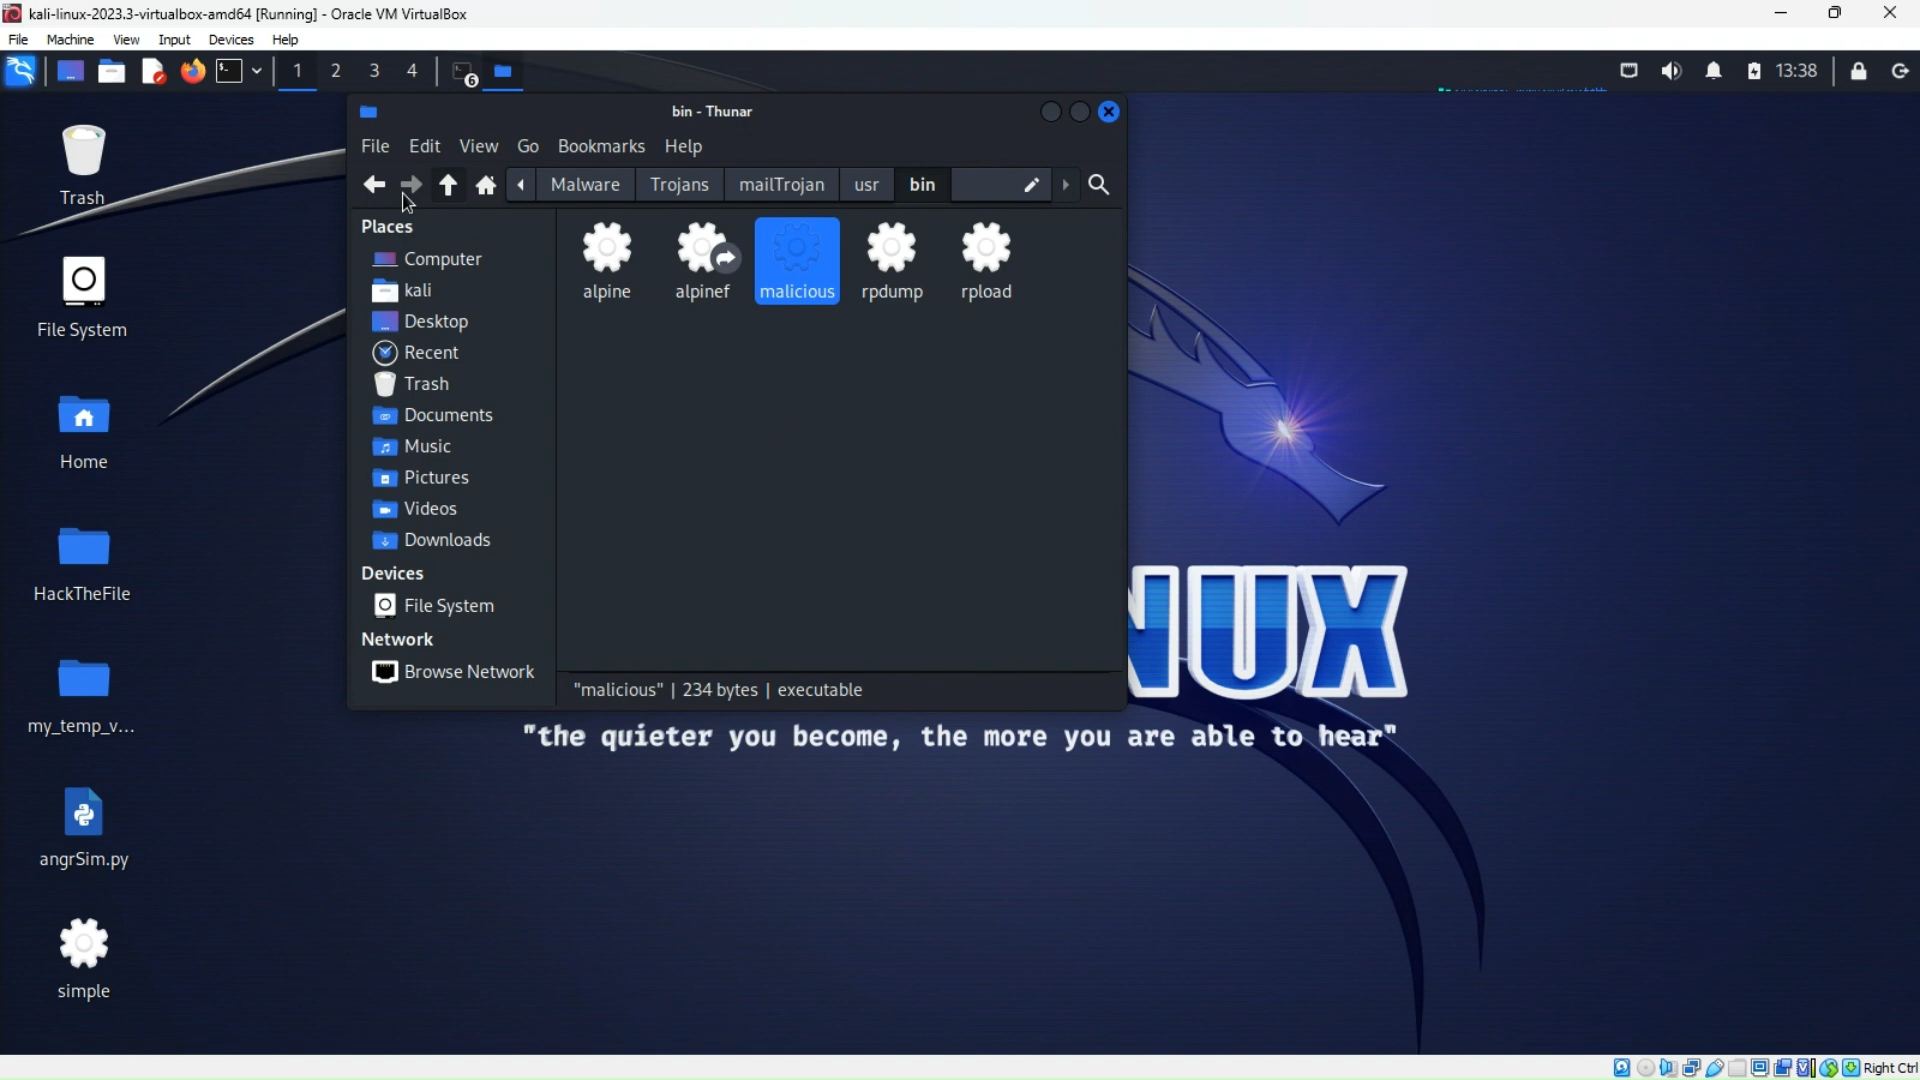 kali-linux-2023.3-virtualbox-amd64 [Running] - Oracle VM VirtualBox
File Machine View Input Devices Help
1 2 3 4 6 13:38
bin - Thunar
File Edit View Go Bookmarks Help
Malware Trojans mailTrojan usr bin
Trash
File System
Home
HackTheFile
my_temp_v...
angrSim.py
simple
Places
Computer
kali
Desktop
Recent
Trash
Documents
Music
Pictures
Videos
Downloads
Devices
File System
Network
Browse Network
alpine alpinef malicious rpdump rpload
"malicious" | 234 bytes | executable
NUX
"the quieter you become, the more you are able to hear"
Right Ctrl